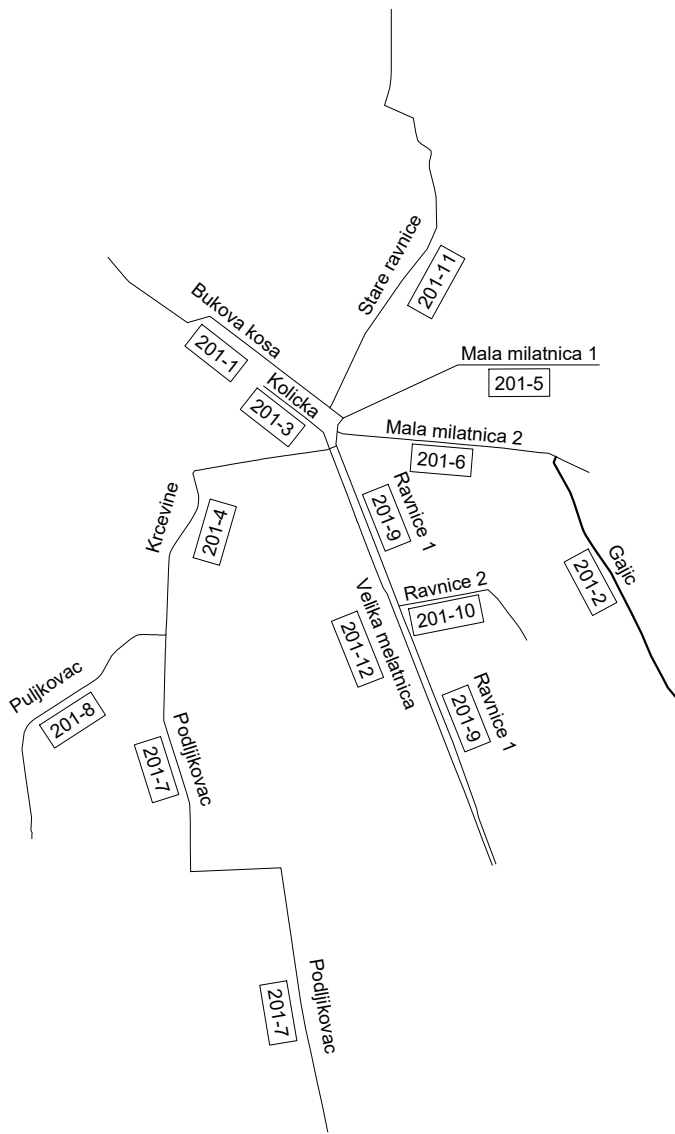 Stare ravnice
201-11
Bukova kosa
201-1
Kolicka
201-3
Mala milatnica 1
201-5
Mala milatnica 2
201-6
Krcevine
201-4
Ravnice 1
201-9
Gajic
201-2
Ravnice 2
201-10
Velika melatnica
201-12
Puljkovac
201-8
Podljikovac
201-7
Ravnice 1
201-9
Podljikovac
201-7